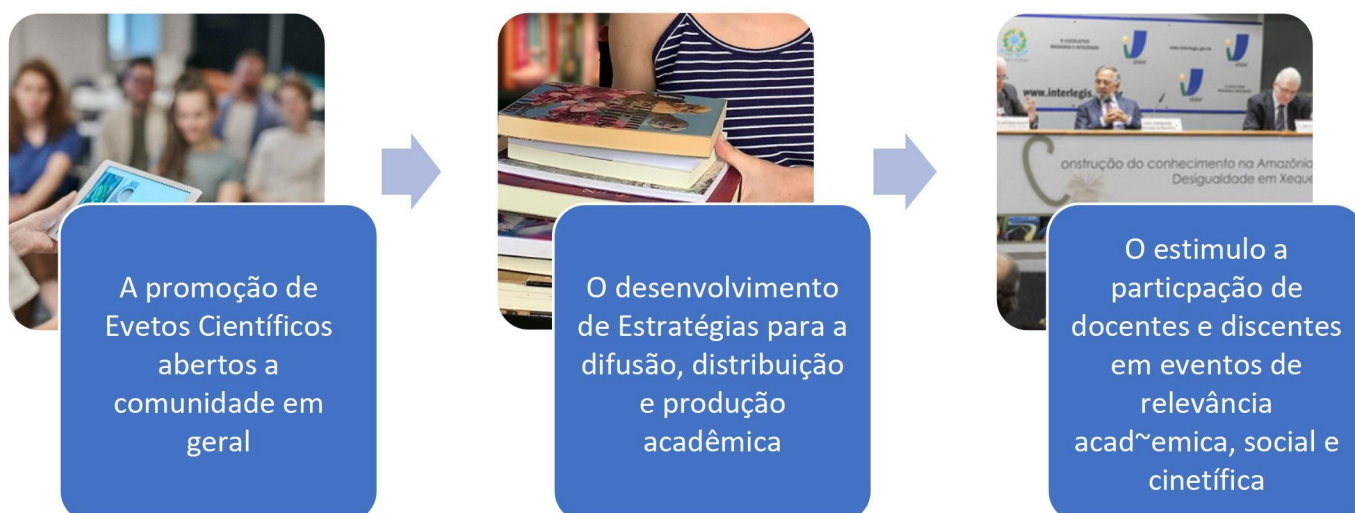 A promoção de
Evetos Científicos
abertos a
comunidade em
geral
O desenvolvimento
de Estratégias para a
difusão, distribuição
e produção
acadêmica
www.interlegis.
onstrução do conhecimento na Amazônia
Desigualdade em Xeque
O estimulo a
particpação de
docentes e discentes
em eventos de
relevância
acad~emica, social e
cinetífica